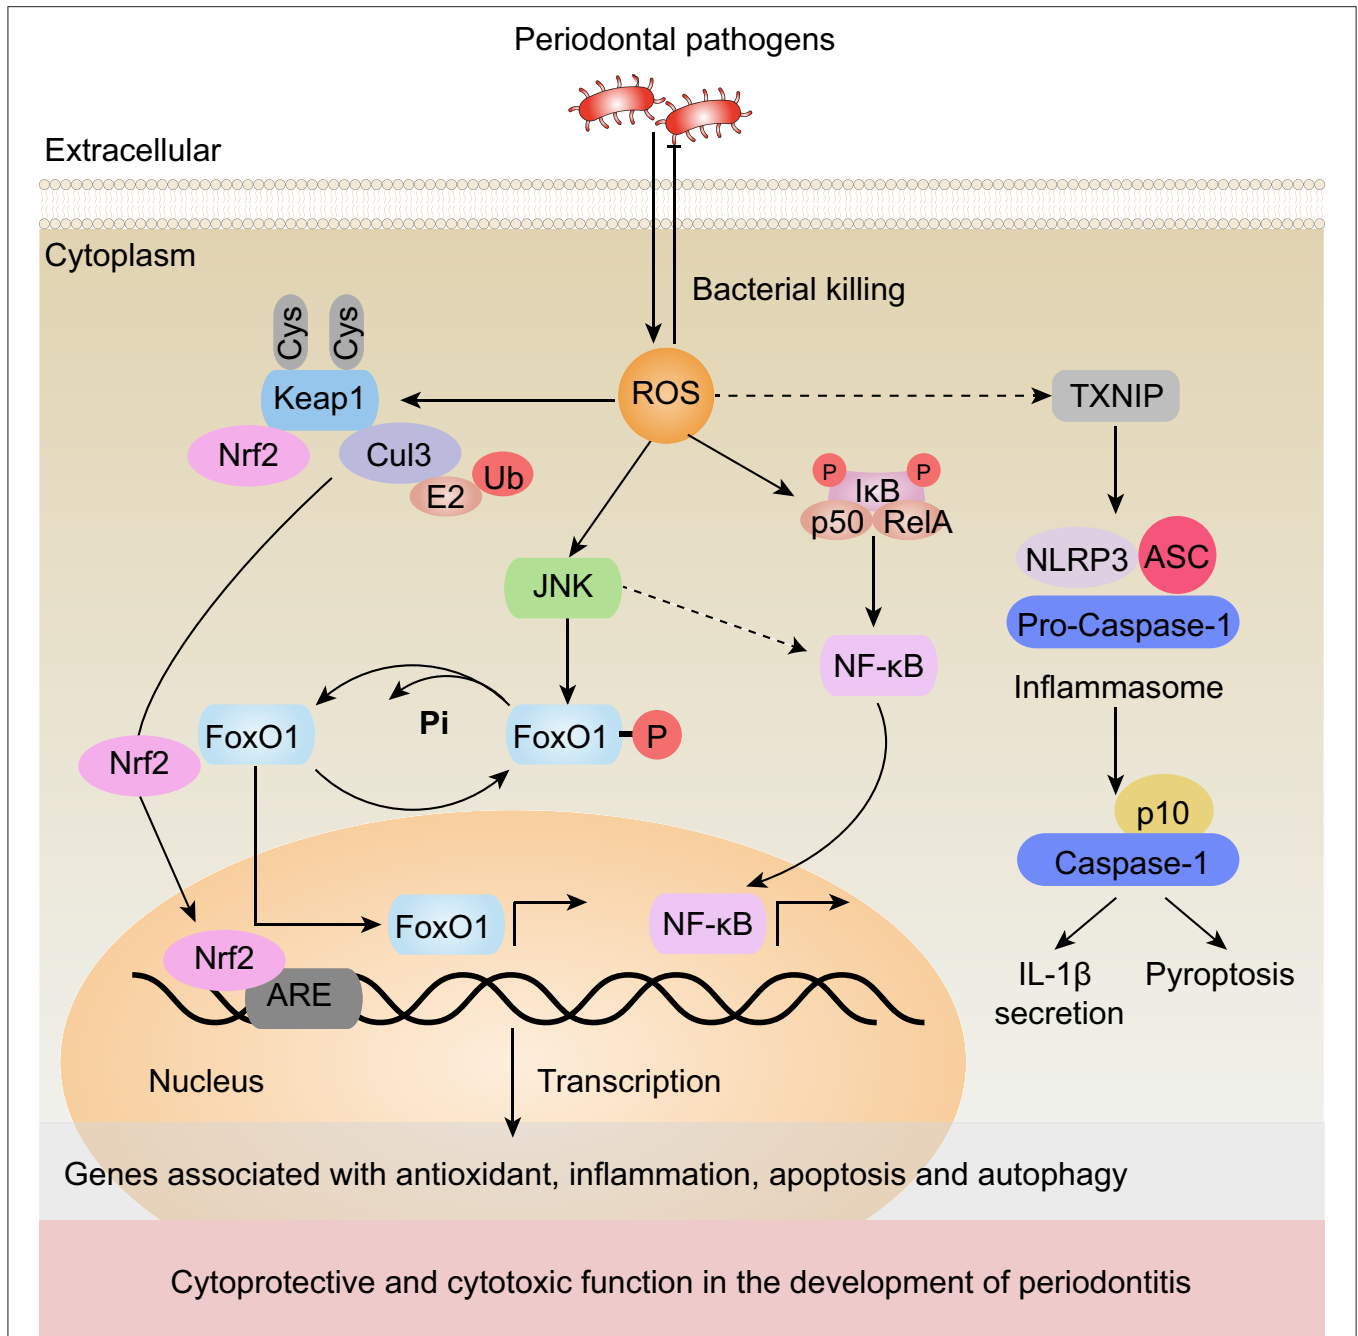 Periodontal pathogens
Extracellular
Cytoplasm
Bacterial killing
Cys
Cys
Keap1
ROS
TXNIP
Nrf2
Cul3
E2
Ub
P
P
IκB
p50
RelA
NLRP3
ASC
JNK
Pro-Caspase-1
NF-κB
Inflammasome
Pi
FoxO1
FoxO1
P
Nrf2
p10
Caspase-1
FoxO1
NF-κB
Nrf2
ARE
IL-1β
secretion
Pyroptosis
Nucleus
Transcription
Genes associated with antioxidant, inflammation, apoptosis and autophagy
Cytoprotective and cytotoxic function in the development of periodontitis